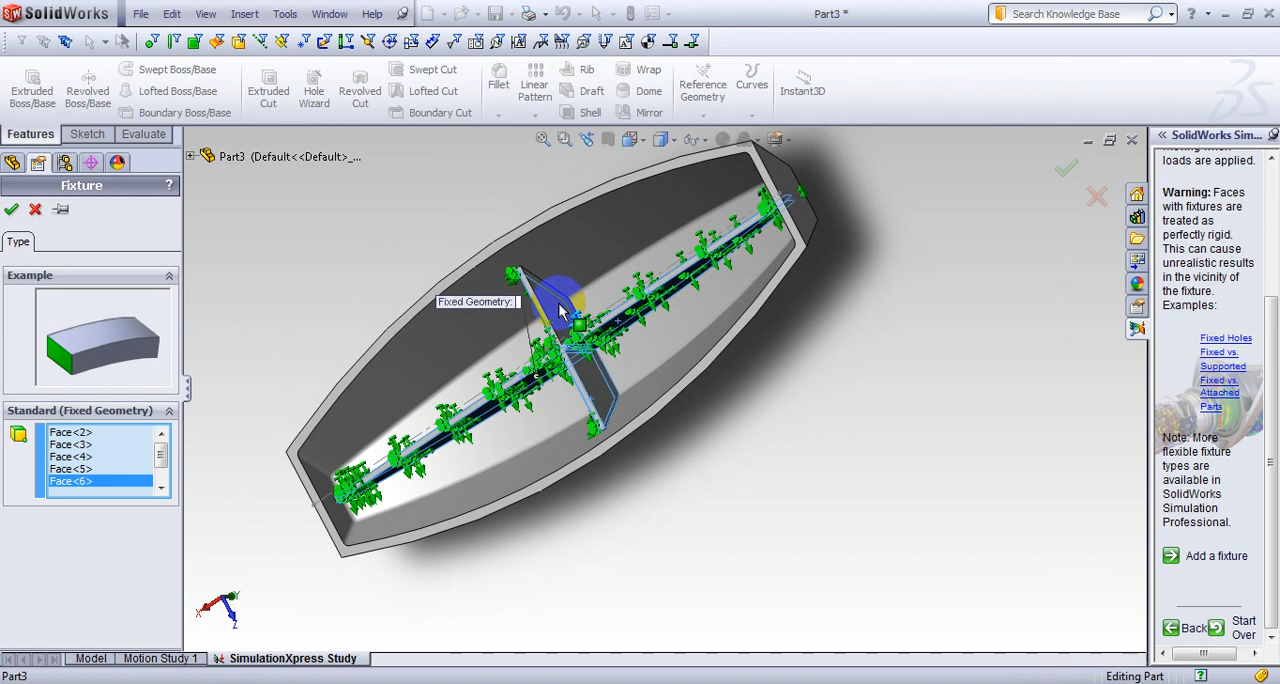 SolidWorks
File Edit View Insert Tools Window Help
Part3 *
Search Knowledge Base
Extruded Boss/Base
Revolved Boss/Base
Swept Boss/Base
Lofted Boss/Base
Boundary Boss/Base
Extruded Cut
Hole Wizard
Revolved Cut
Swept Cut
Lofted Cut
Boundary Cut
Fillet
Linear Pattern
Rib
Draft
Shell
Wrap
Dome
Mirror
Reference Geometry
Curves
Instant3D
Features Sketch Evaluate
Part3 (Default<<Default>_...
SolidWorks Sim...
Fixture ?
Type
Example
Standard (Fixed Geometry)
Face<2>
Face<3>
Face<4>
Face<5>
Face<6>
Fixed Geometry:
X
Y
Z
loads are applied.
Warning: Faces
with fixtures are
treated as
perfectly rigid.
This can cause
unrealistic results
in the vicinity of
the fixture.
Examples:
Fixed Holes
Fixed vs.
Supported
Fixed vs.
Attached
Parts
Note: More
flexible fixture
types are
available in
SolidWorks
Simulation
Professional.
Add a fixture
Back
Start Over
Model Motion Study 1 SimulationXpress Study
Part3
Editing Part